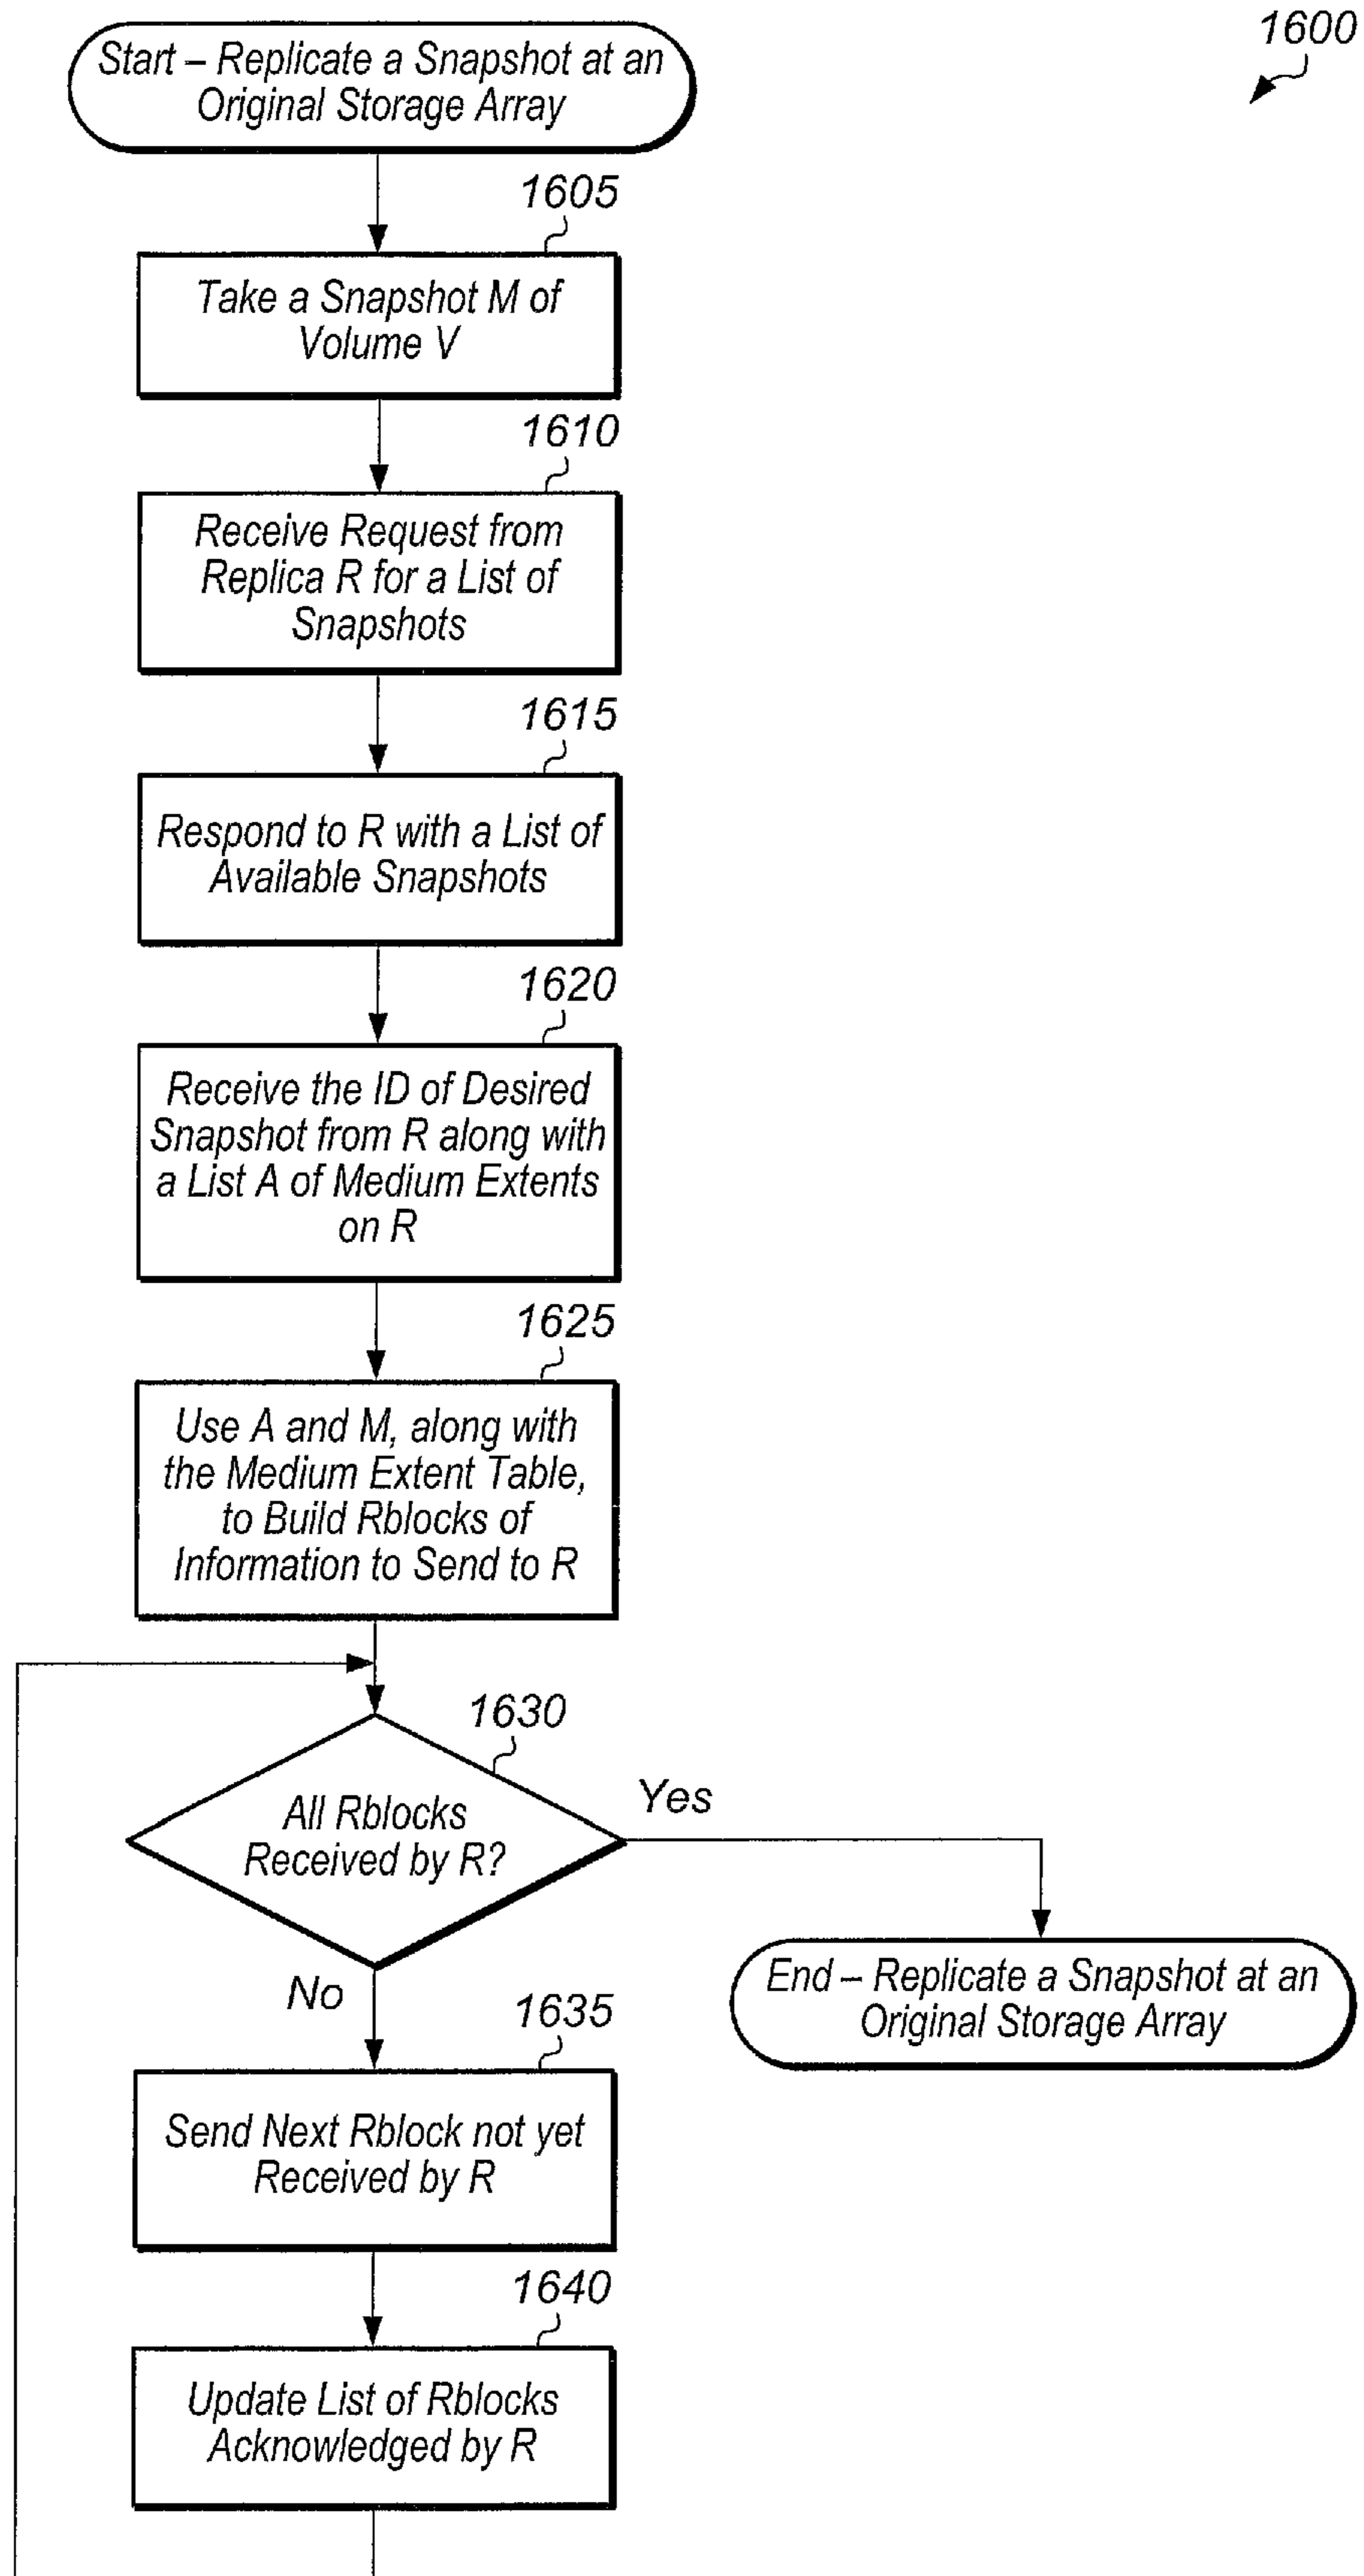 1600
Start – Replicate a Snapshot at an
Original Storage Array
1605
Take a Snapshot M of
Volume V
1610
Receive Request from
Replica R for a List of
Snapshots
1615
Respond to R with a List of
Available Snapshots
1620
Receive the ID of Desired
Snapshot from R along with
a List A of Medium Extents
on R
1625
Use A and M, along with
the Medium Extent Table,
to Build Rblocks of
Information to Send to R
1630
All Rblocks
Received by R?
Yes
No
End – Replicate a Snapshot at an
Original Storage Array
1635
Send Next Rblock not yet
Received by R
1640
Update List of Rblocks
Acknowledged by R